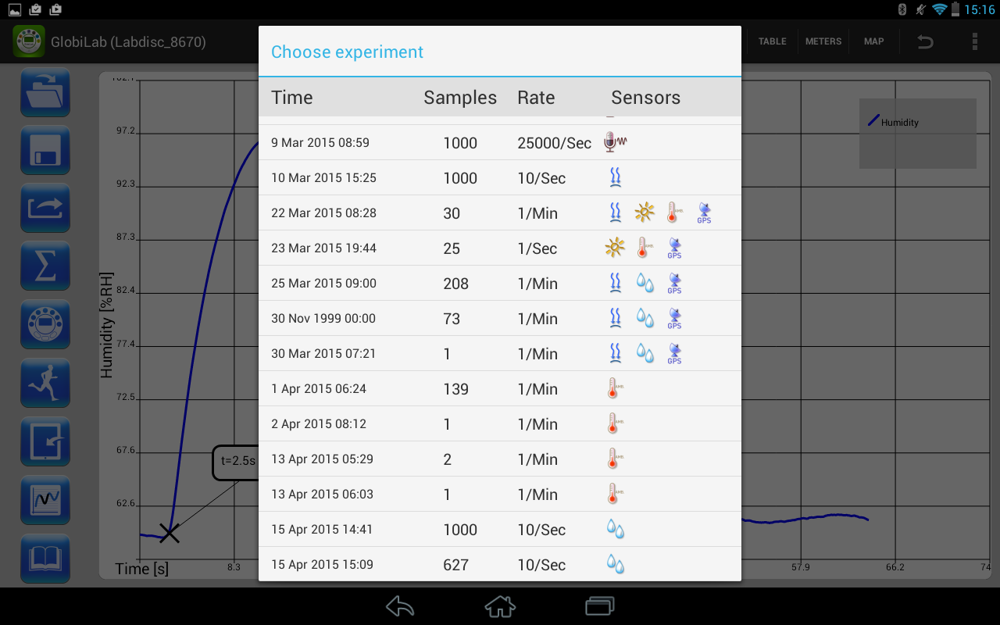 15:16
GlobiLab (Labdisc_8670)
TABLE METERS MAP
Choose experiment
Time Samples Rate Sensors
9 Mar 2015 08:59 1000 25000/Sec
10 Mar 2015 15:25 1000 10/Sec
22 Mar 2015 08:28 30 1/Min AMB. GPS
23 Mar 2015 19:44 25 1/Sec AMB. GPS
25 Mar 2015 09:00 208 1/Min GPS
30 Nov 1999 00:00 73 1/Min GPS
30 Mar 2015 07:21 1 1/Min GPS
1 Apr 2015 06:24 139 1/Min AMB.
2 Apr 2015 08:12 1 1/Min AMB.
13 Apr 2015 05:29 2 1/Min AMB.
13 Apr 2015 06:03 1 1/Min AMB.
15 Apr 2015 14:41 1000 10/Sec
15 Apr 2015 15:09 627 10/Sec
Humidity
Humidity [%RH]
102.1
97.2
92.3
87.3
82.4
77.4
72.5
67.6
62.6
t=2.5s
Time [s] 8.3 57.9 66.2 74